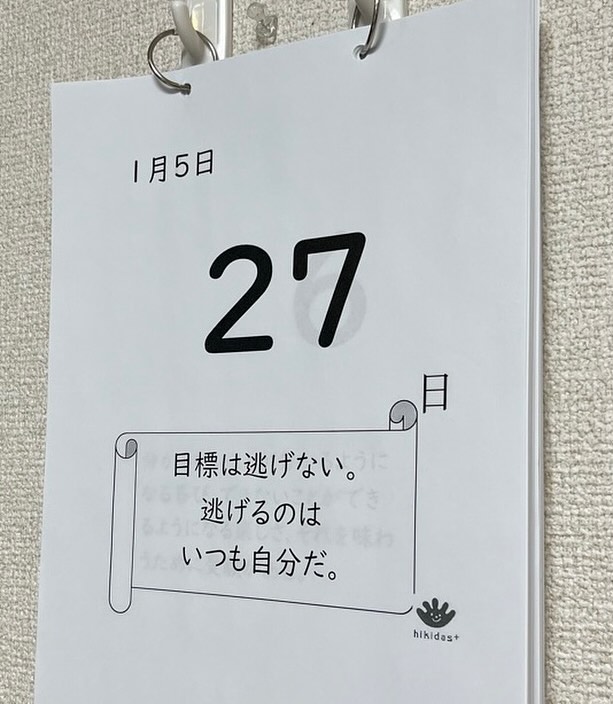 1月5日
27
日
目標は逃げない。
逃げるのは
いつも自分だ。
hikidas+